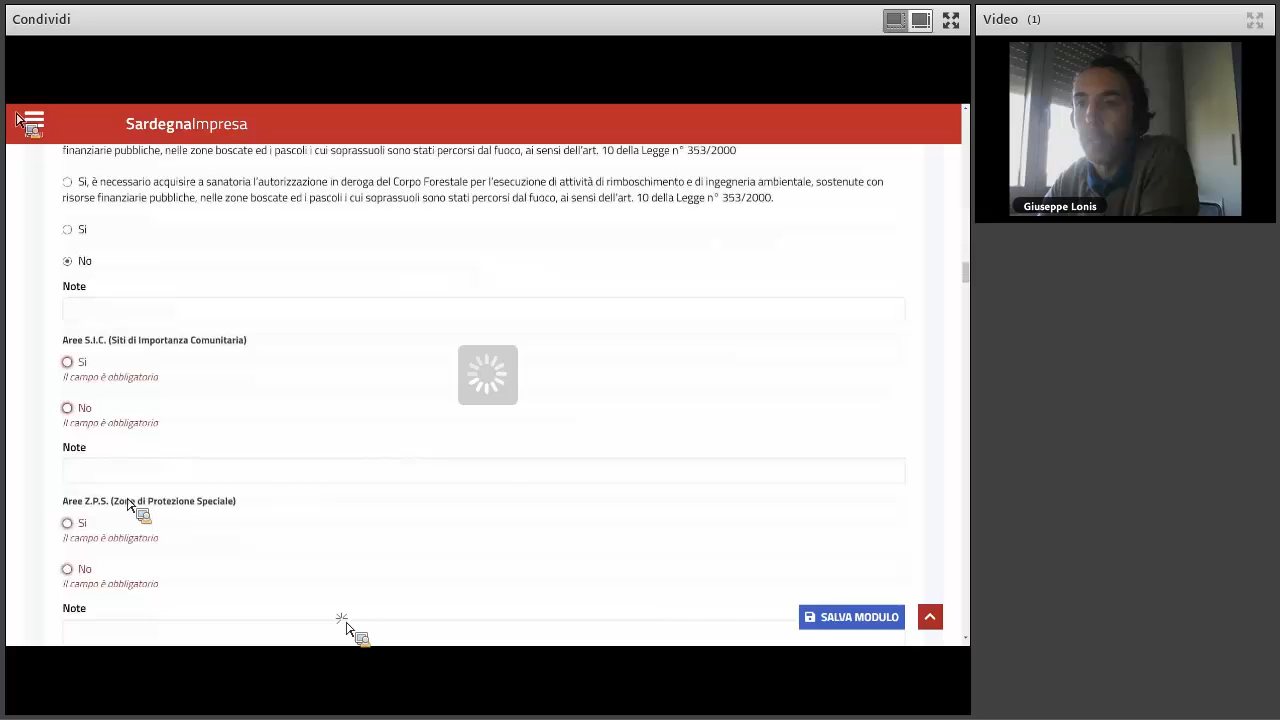 Condividi
Video (1)
SardegnaImpresa
finanziarie pubbliche, nelle zone boscate ed i pascoli i cui soprassuoli sono stati percorsi dal fuoco, ai sensi dell'art. 10 della Legge n° 353/2000
Si, è necessario acquisire a sanatoria l'autorizzazione in deroga del Corpo Forestale per l'esecuzione di attività di rimboschimento e di ingegneria ambientale, sostenute con
risorse finanziarie pubbliche, nelle zone boscate ed i pascoli i cui soprassuoli sono stati percorsi dal fuoco, ai sensi dell'art. 10 della Legge n° 353/2000.
Si
No
Note
Aree S.I.C. (Siti di Importanza Comunitaria)
Si
Il campo è obbligatorio
No
Il campo è obbligatorio
Note
Aree Z.P.S. (Zone di Protezione Speciale)
Si
Il campo è obbligatorio
No
Il campo è obbligatorio
Note
SALVA MODULO
Giuseppe Lonis